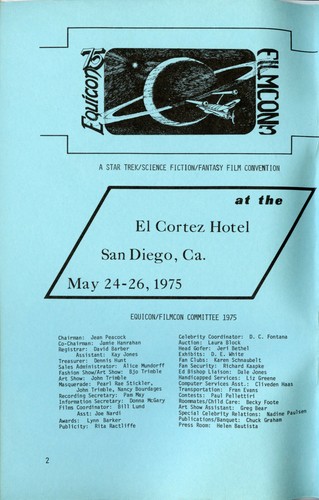 Equicon 75
FILMCON
A STAR TREK/SCIENCE FICTION/FANTASY FILM CONVENTION
at the
El Cortez Hotel
San Diego, Ca.
May 24-26, 1975
EQUICON/FILMCON COMMITTEE 1975
Chairman: Jean Peacock
Co-Chairman: Jamie Hanrahan
Registrar: David Barber
Assistant: Kay Jones
Treasurer: Dennis Hunt
Sales Administrator: Alice Mundorff
Fashion Show/Art Show: Bjo Trimble
Art Show: John Trimble
Masquerade: Pearl Rae Stickler,
John Trimble, Nancy Bourdages
Recording Secretary: Pam May
Information Secretary: Donna McGary
Film Coordinator: Bill Lund
Asst: Joe Nardi
Awards: Lynn Barker
Publicity: Rite Ractliffe
Celebrity Coordinator: D. C. Fontana
Auction: Laura Block
Head Gofer: Jeri Bethel
Exhibits: D. E. White
Fan Clubs: Karen Schnaubelt
Fan Security: Richard Kaapke
Ed Bishop Liaison: Dale Jones
Handicapped Services: Liz Greene
Computer Services Asst.: Cliveden Haas
Transportation: Fran Evans
Contests: Paul Pellettiri
Roommates/Child Care: Becky Foote
Art Show Assistant: Greg Bear
Special Celebrity Relations: Nadine Paulsen
Publications/Banquet: Chuck Graham
Press Room: Helen Bautista
2